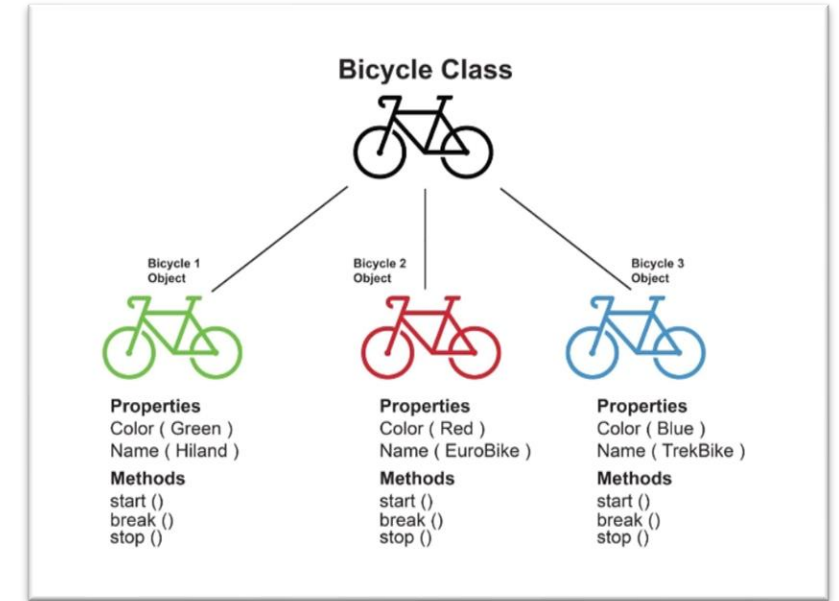 Bicycle Class
Bicycle 1
Object
Properties
Color ( Green )
Name ( Hiland )
Methods
start ()
break ()
stop ()
Bicycle 2
Object
Properties
Color ( Red )
Name ( EuroBike )
Methods
start ()
break ()
stop ()
Bicycle 3
Object
Properties
Color ( Blue )
Name ( TrekBike )
Methods
start ()
break ()
stop ()